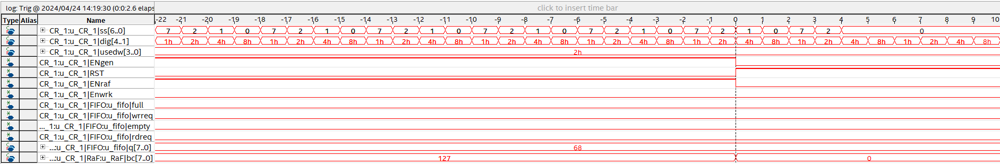 log: Trig @ 2024/04/24 14:19:30 (0:0:2.6 elaps click to insert time bar
Type Alias Name -22 -21 -20 -19 -18 -17 -16 -15 -14 -13 -12 -11 -10 -9 -8 -7 -6 -5 -4 -3 -2 -1 0 1 2 3 4 5 6 7 8 9 10
CR_1:u_CR_1|ss[6..0] 7 2 1 0 7 2 1 0 7 2 1 0 7 2 1 0 7 2 1 0 7 2 1 0 7 2 0
CR_1:u_CR_1|dig[4..1] 1h 2h 4h 8h 1h 2h 4h 8h 1h 2h 4h 8h 1h 2h 4h 8h 1h 2h 4h 8h 1h 2h 4h 8h 1h 2h 4h 8h 1h 2h 4h 8h
CR_1:u_CR_1|usedw[3..0] 2h
CR_1:u_CR_1|ENgen
CR_1:u_CR_1|RST
CR_1:u_CR_1|ENraf
CR_1:u_CR_1|Enwrk
CR_1:u_CR_1|FIFO:u_fifo|full
CR_1:u_CR_1|FIFO:u_fifo|wrreq
..._1:u_CR_1|FIFO:u_fifo|empty
CR_1:u_CR_1|FIFO:u_fifo|rdreq
...:u_CR_1|FIFO:u_fifo|q[7..0] 68
...:u_CR_1|RaF:u_RaF|bc[7..0] 127 0